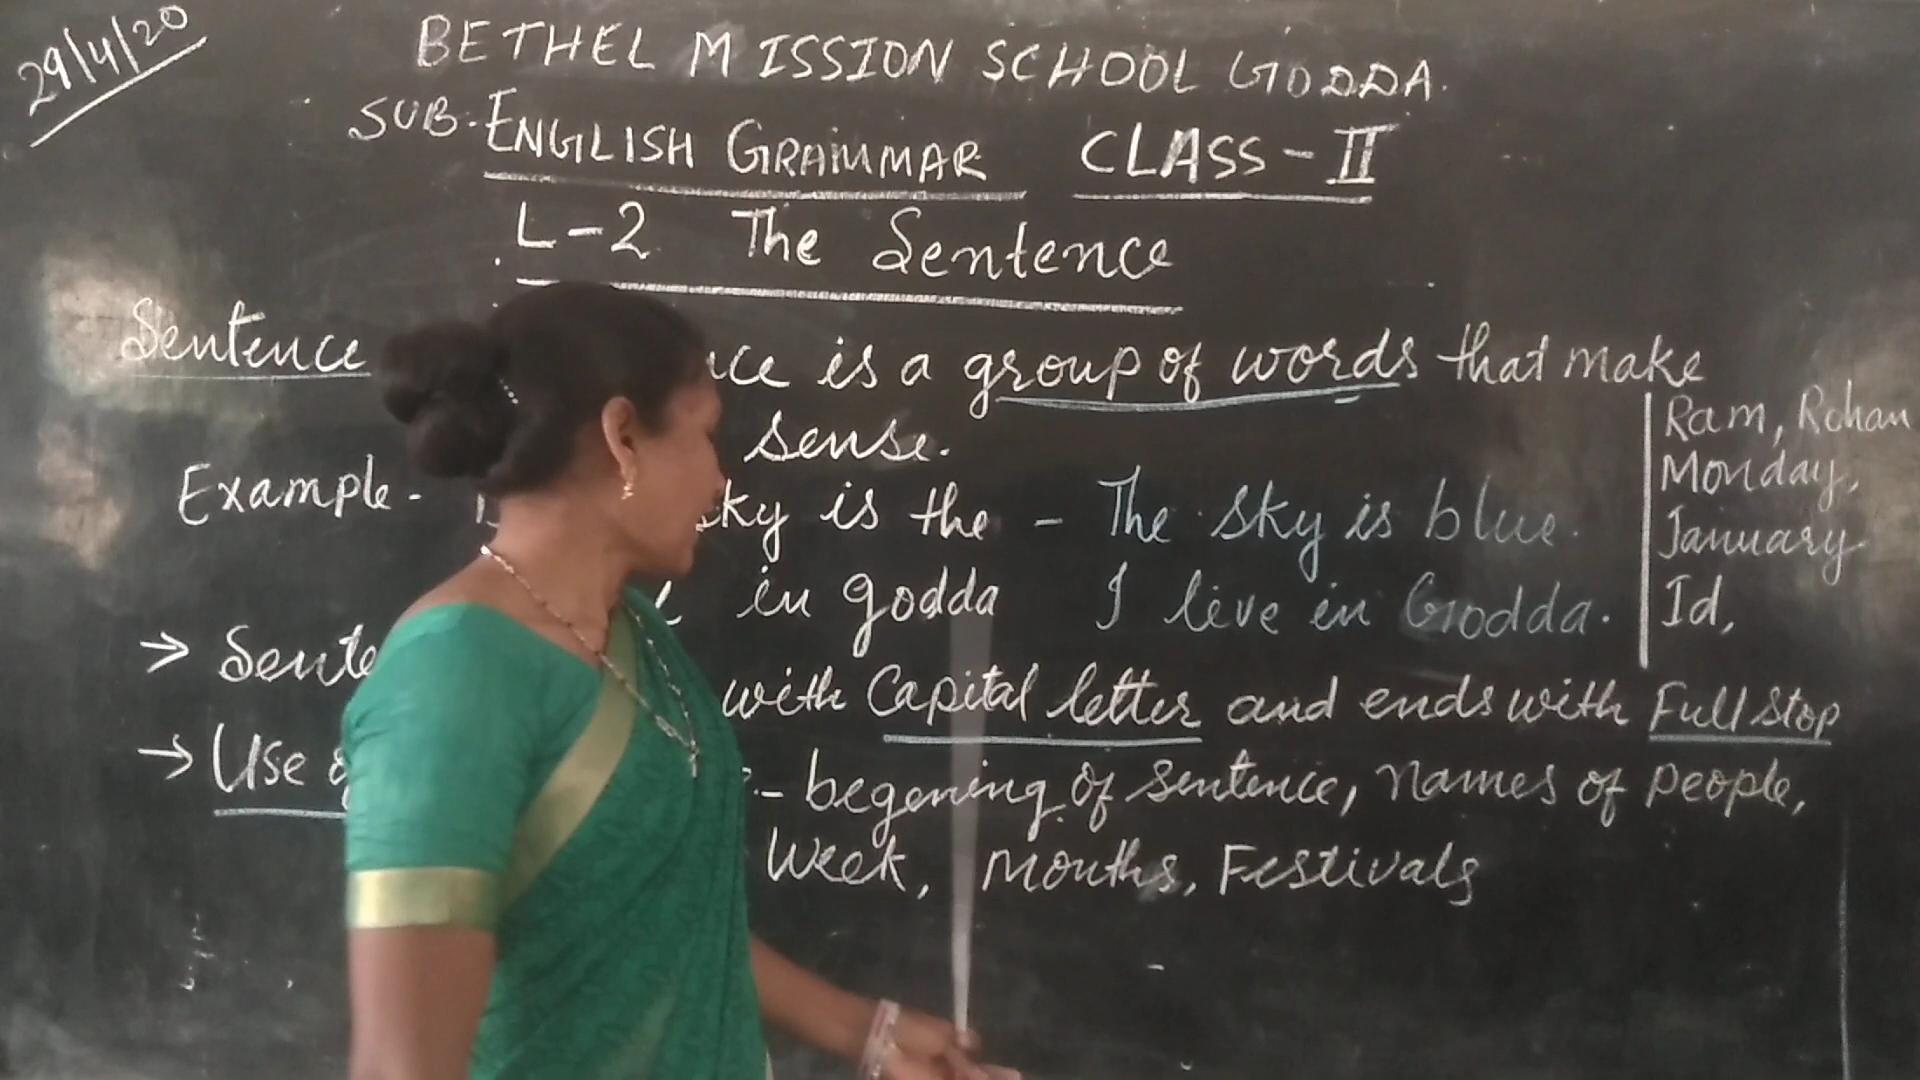 29/4/20
BETHEL MISSION SCHOOL GODDA.
SUB. ENGLISH GRAMMAR CLASS-II
L-2 The Sentence
Sentence is a group of words that make
sense.
Example- sky is the - The sky is blue.
in godda I live in Godda.
→ with Capital letter and ends with Full stop
→ Use - begening of sentence, names of people,
Week, Months, Festivals
Ram, Rohan
Monday,
January
Id,